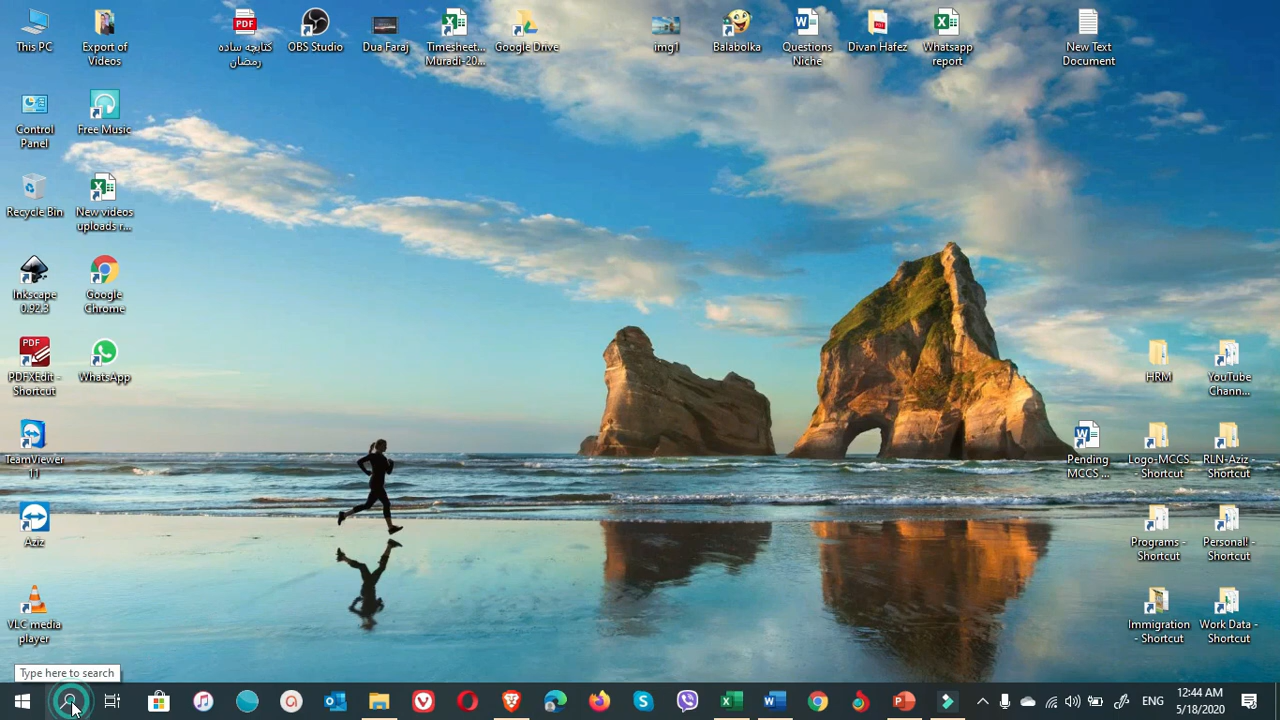 This PC
Export of
Videos
PDF
کتابچه ساده
رمضان
OBS Studio
Dua Faraj
Timesheet...
Muradi-20...
Google Drive
img1
Balabolka
Questions
Niche
Divan Hafez
Whatsapp
report
New Text
Document
Control
Panel
Free Music
Recycle Bin
New videos
uploads r...
Inkscape
0.92.3
Google
Chrome
PDF
PDFXEdit -
Shortcut
WhatsApp
HRM
YouTube
Chann...
TeamViewer
11
Pending
MCCS ...
Logo-MCCS
- Shortcut
RLN-Aziz -
Shortcut
Aziz
Programs -
Shortcut
Personal! -
Shortcut
VLC media
player
Immigration
- Shortcut
Work Data -
Shortcut
Type here to search
ENG
12:44 AM
5/18/2020